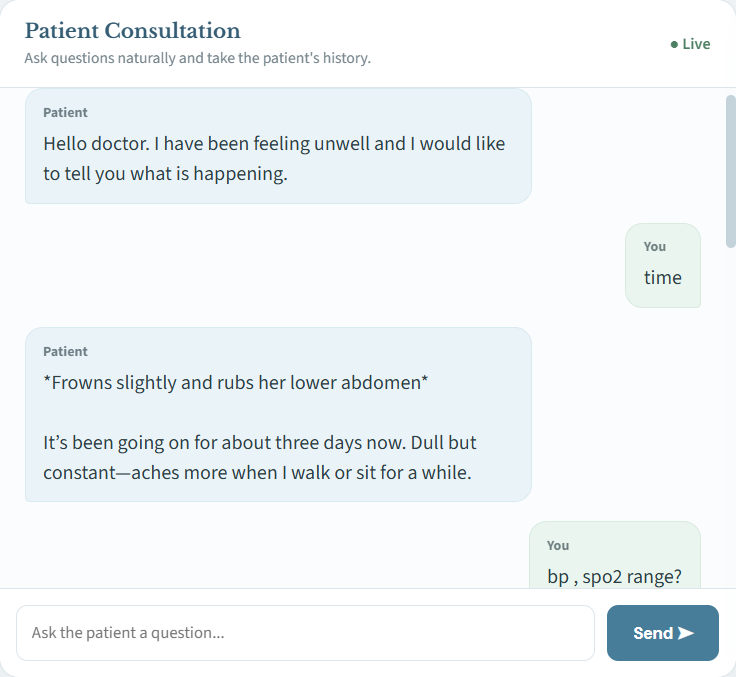 Patient Consultation
Ask questions naturally and take the patient's history.
● Live
Patient
Hello doctor. I have been feeling unwell and I would like
to tell you what is happening.
You
time
Patient
*Frowns slightly and rubs her lower abdomen*
It’s been going on for about three days now. Dull but
constant—aches more when I walk or sit for a while.
You
bp , spo2 range?
Ask the patient a question...
Send ➤